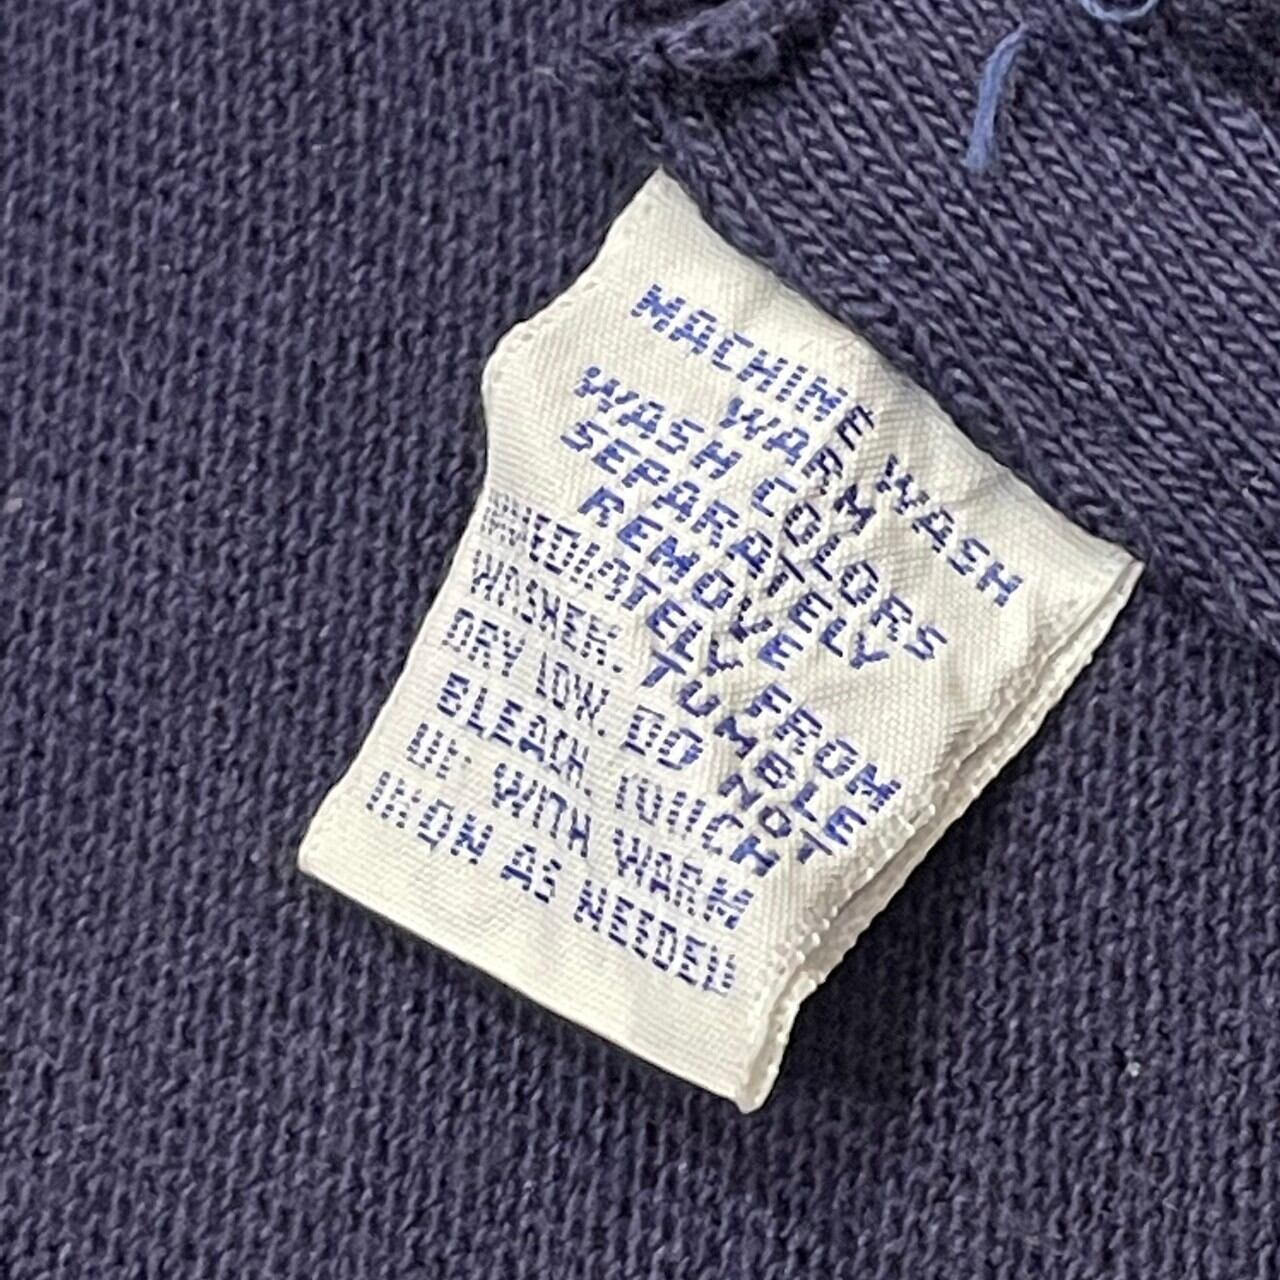 MACHINE WASH
WARM
WASH COLORS
SEPARATELY
REMOVE
IMMEDIATELY FROM
WASHER. TUMBLE
DRY LOW. DO NOT
BLEACH. TOUCH
UP WITH WARM
IRON AS NEEDED